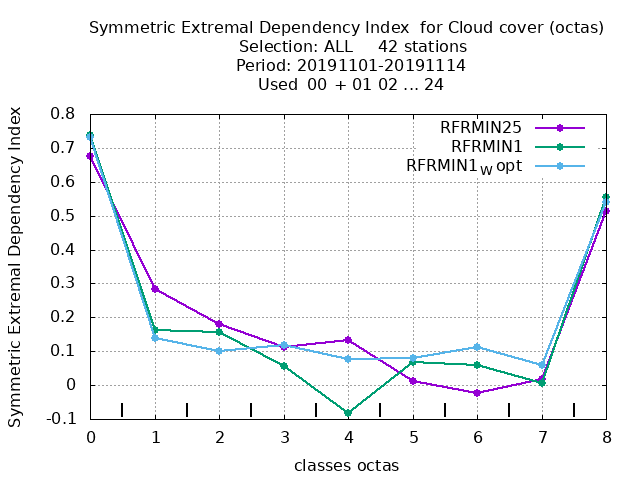 Symmetric Extremal Dependency Index for Cloud cover (octas)
Selection: ALL 42 stations
Period: 20191101-20191114
Used 00 + 01 02 ... 24
Symmetric Extremal Dependency Index
0.8
0.7
0.6
0.5
0.4
0.3
0.2
0.1
0
-0.1
RFRMIN25
RFRMIN1
RFRMIN1W opt
0 1 2 3 4 5 6 7 8
classes octas